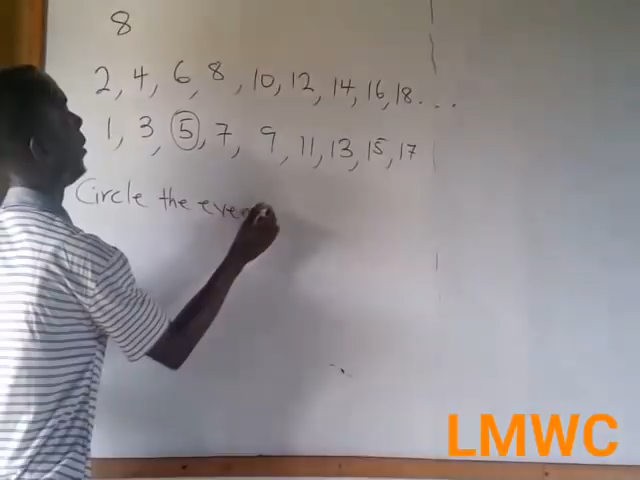 8
2, 4, 6, 8, 10, 12, 14, 16, 18...
1, 3, 5, 7, 9, 11, 13, 15, 17
Circle the even
LMWC